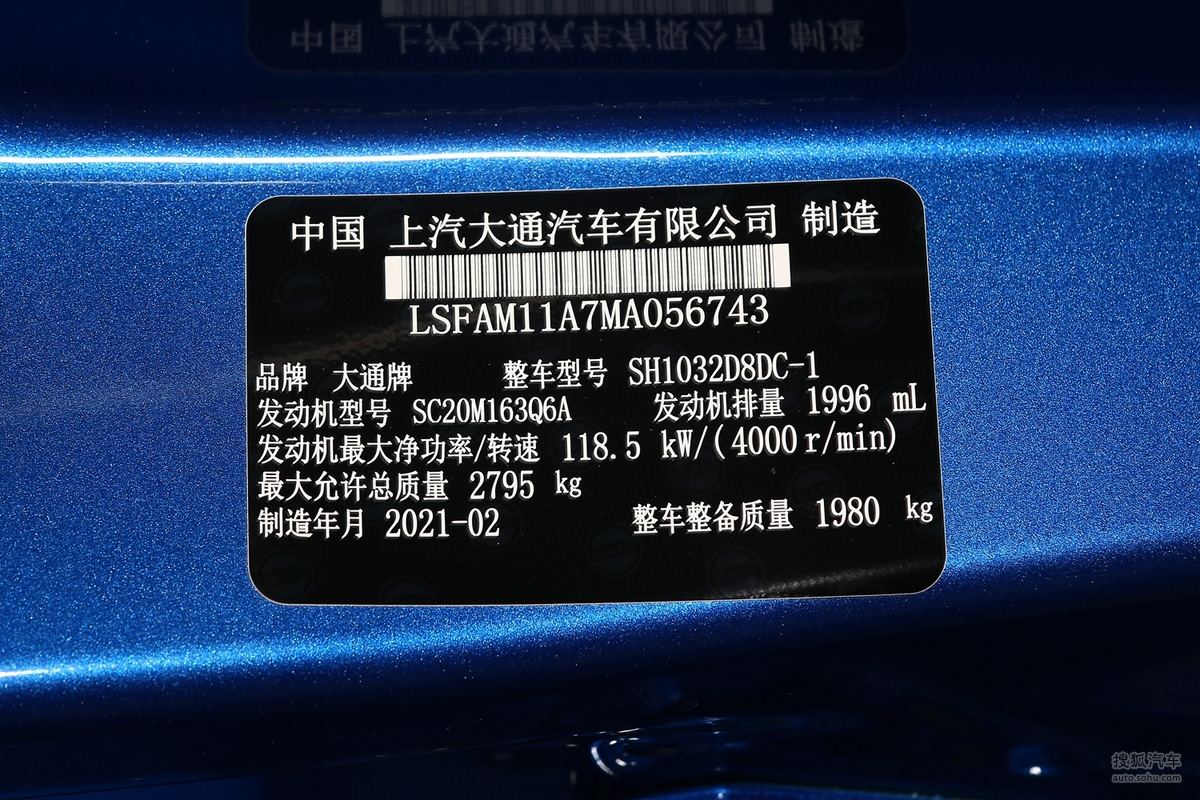 中国 上汽大通汽车有限公司 制造
LSFAM11A7MA056743
品牌 大通牌 整车型号 SH1032D8DC-1
发动机型号 SC20M163Q6A 发动机排量 1996 mL
发动机最大净功率/转速 118.5 kW/(4000r/min)
最大允许总质量 2795 kg
制造年月 2021-02 整车整备质量 1980 kg
搜狐汽车
auto.sohu.com